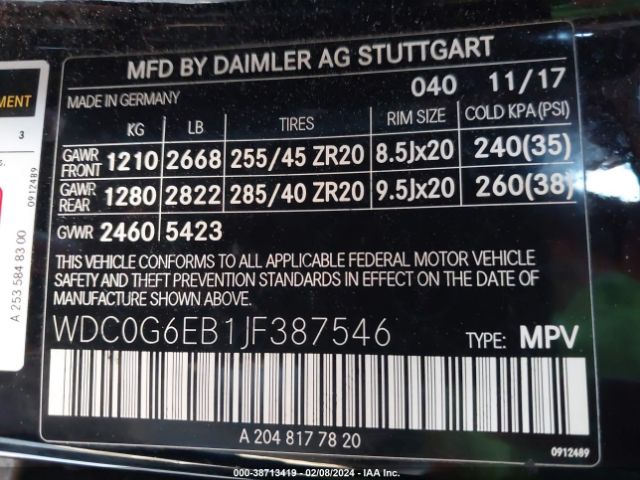 MFD BY DAIMLER AG STUTTGART
MADE IN GERMANY 040 11/17
KG LB TIRES RIM SIZE COLD KPA(PSI)
GAWR FRONT 1210 2668 255/45 ZR20 8.5Jx20 240(35)
GAWR REAR 1280 2822 285/40 ZR20 9.5Jx20 260(38)
GVWR 2460 5423
THIS VEHICLE CONFORMS TO ALL APPLICABLE FEDERAL MOTOR VEHICLE
SAFETY AND THEFT PREVENTION STANDARDS IN EFFECT ON THE DATE OF
MANUFACTURE SHOWN ABOVE.
WDC0G6EB1JF387546 TYPE: MPV
A 204 817 78 20
0912489
EMENT
3
0912489
A 253 584 83 00
000-38713419 - 02/08/2024 - IAA Inc.